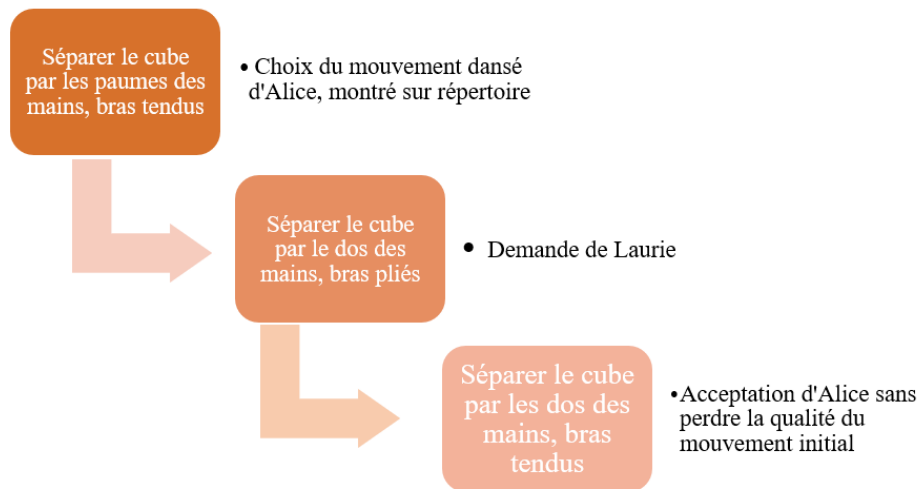 Séparer le cube
par les paumes des
mains, bras tendus
• Choix du mouvement dansé
d'Alice, montré sur répertoire
Séparer le cube
par le dos des
mains, bras pliés
• Demande de Laurie
Séparer le cube
par les dos des
mains, bras
tendus
•Acceptation d'Alice sans
perdre la qualité du
mouvement initial